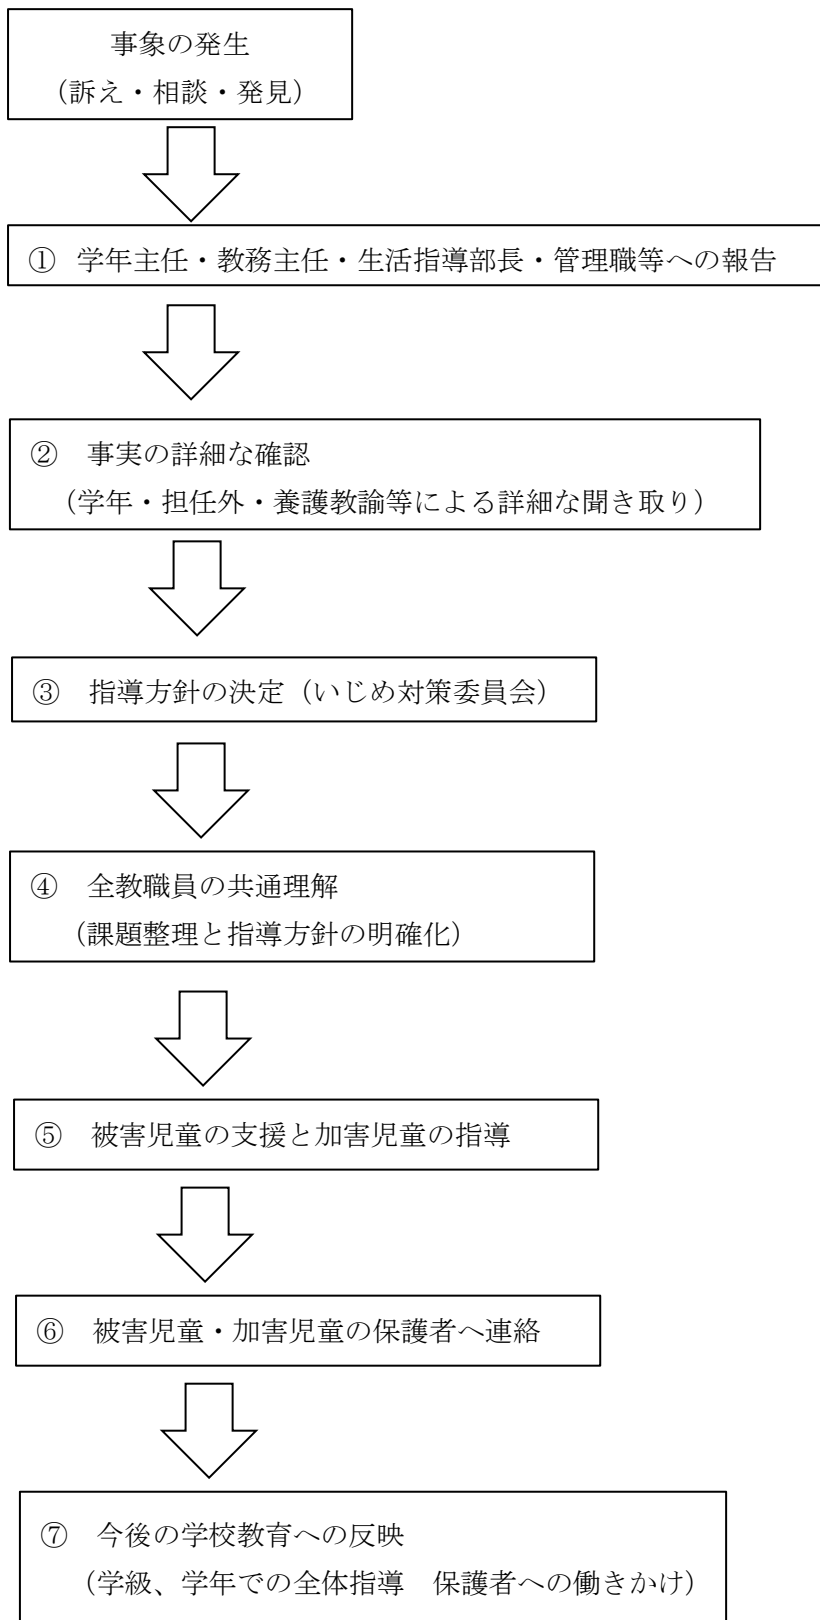 事象の発生
（訴え・相談・発見）
① 学年主任・教務主任・生活指導部長・管理職等への報告
② 事実の詳細な確認
（学年・担任外・養護教諭等による詳細な聞き取り）
③ 指導方針の決定（いじめ対策委員会）
④ 全教職員の共通理解
（課題整理と指導方針の明確化）
⑤ 被害児童の支援と加害児童の指導
⑥ 被害児童・加害児童の保護者へ連絡
⑦ 今後の学校教育への反映
（学級、学年での全体指導　保護者への働きかけ）